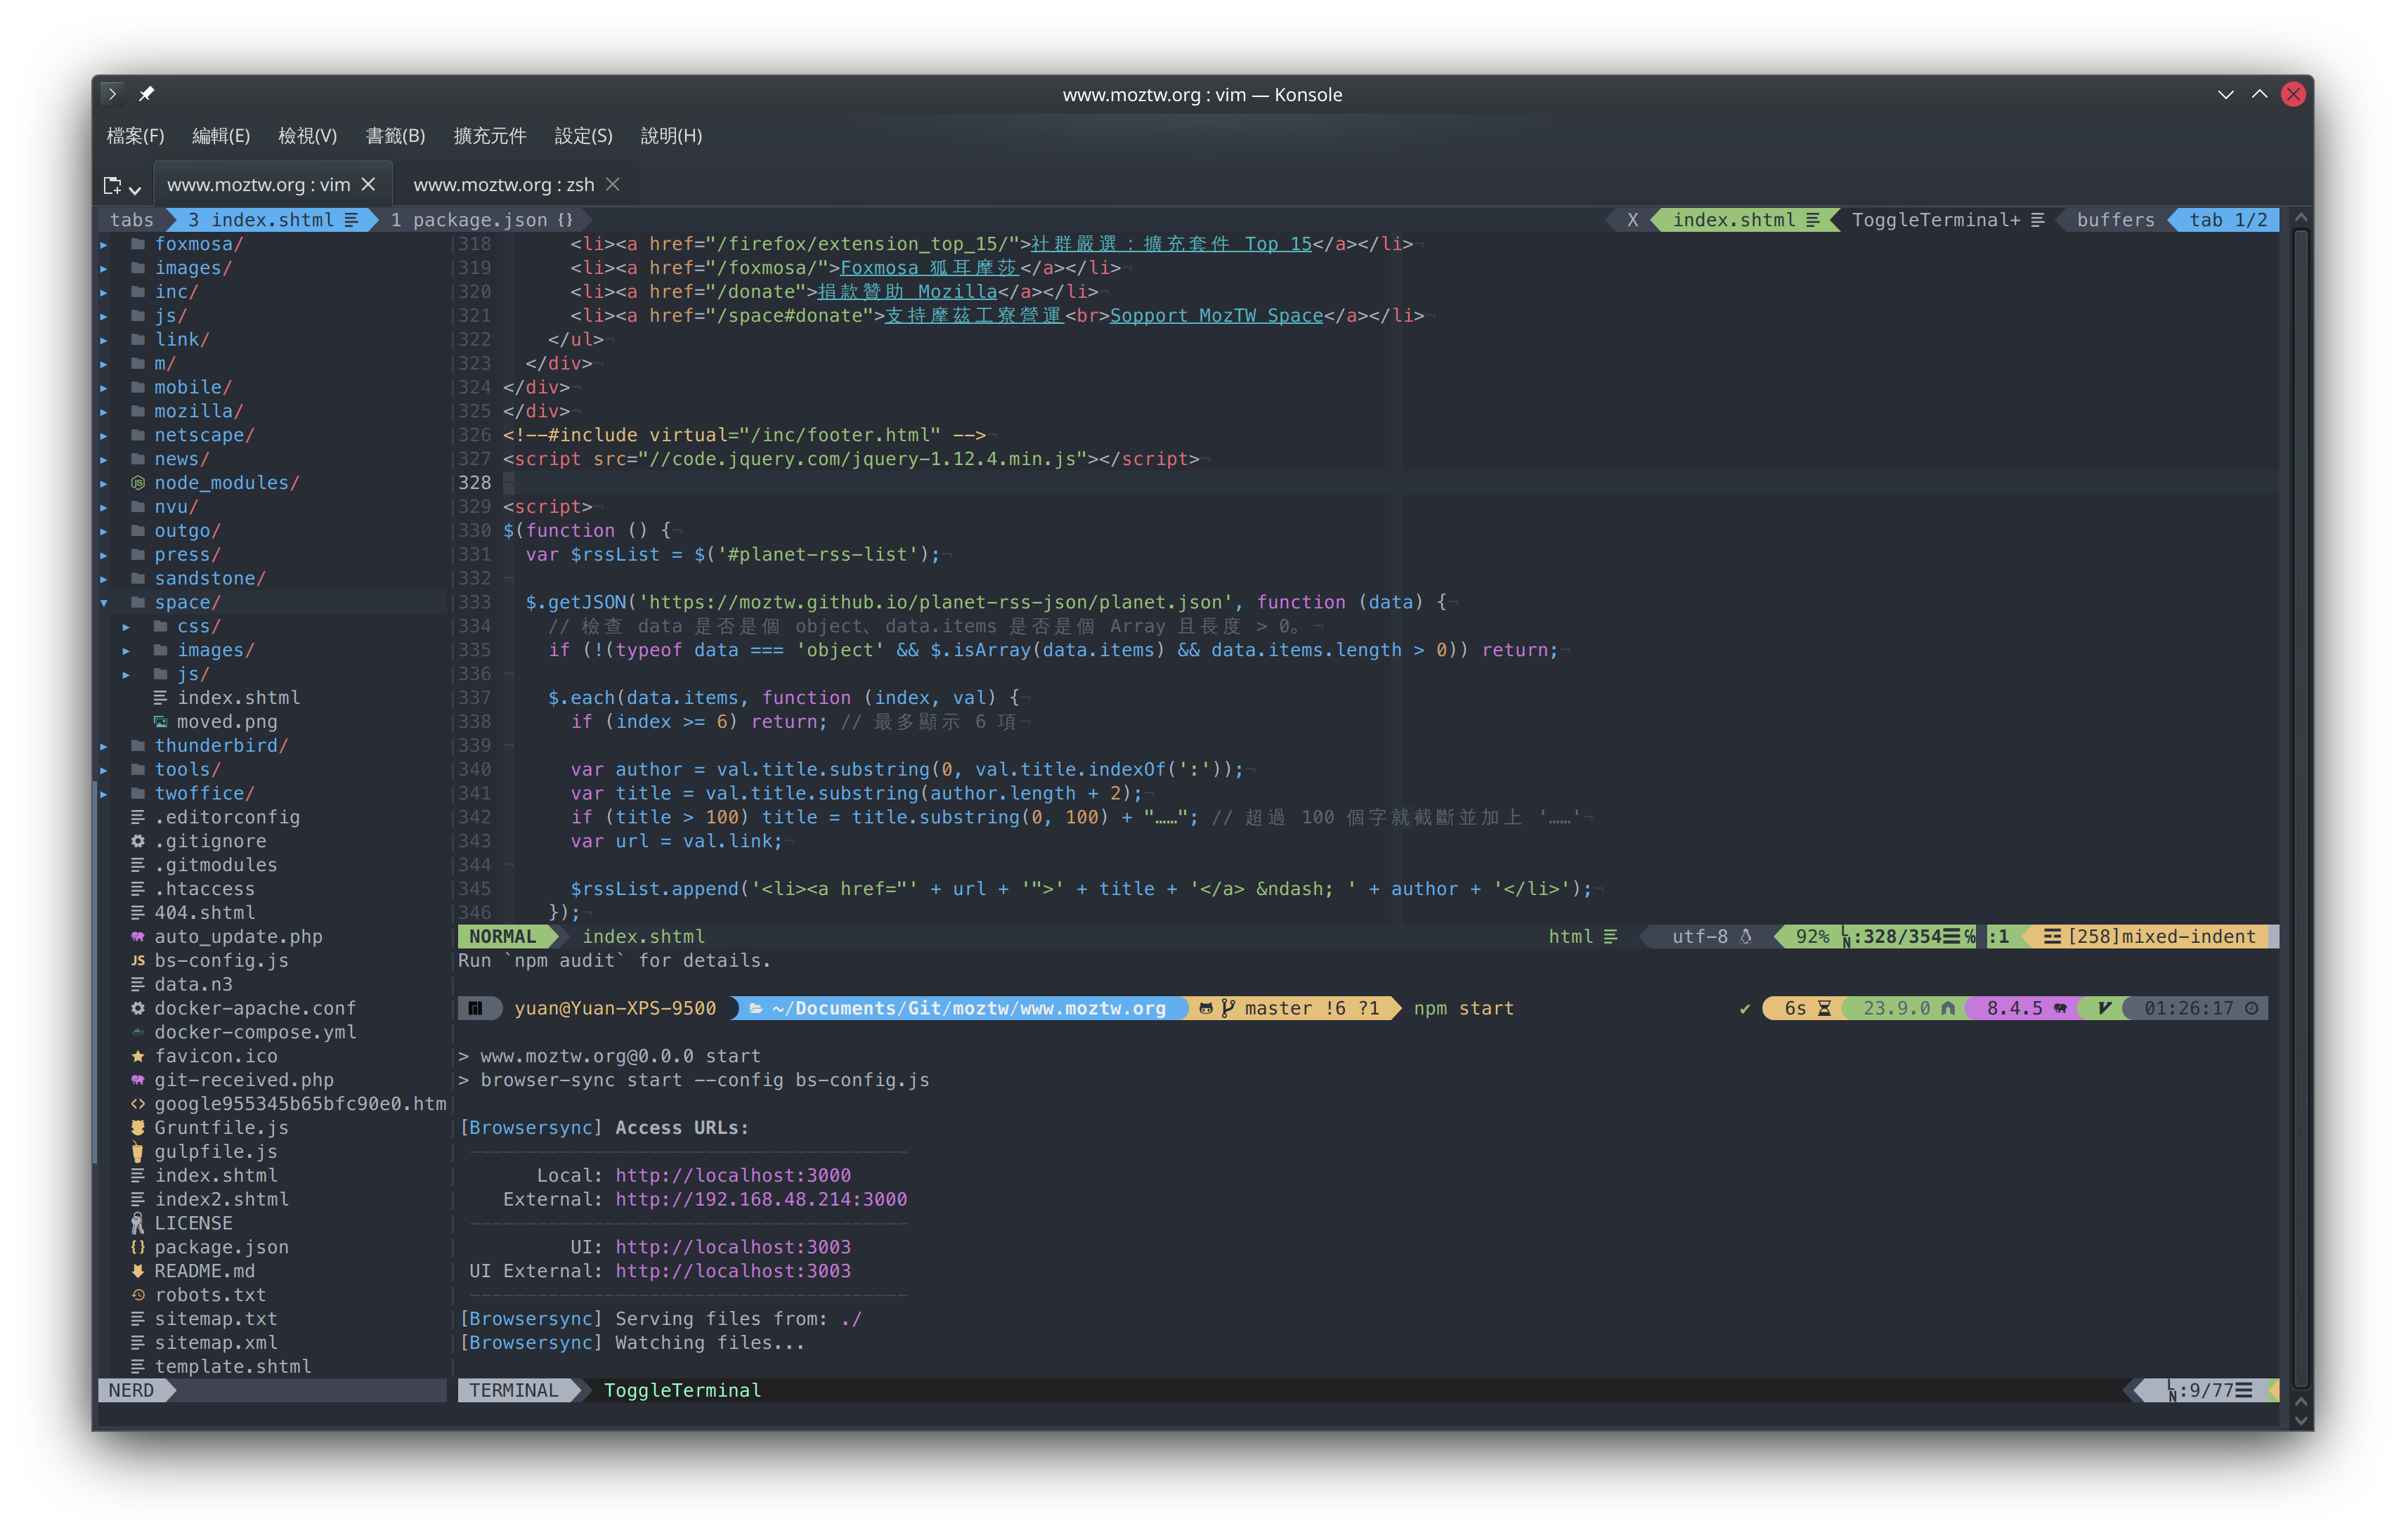 www.moztw.org : vim — Konsole
檔案(F) 編輯(E) 檢視(V) 書籤(B) 擴充元件 設定(S) 說明(H)
www.moztw.org : vim www.moztw.org : zsh
tabs 3 index.shtml 1 package.json {} X index.shtml ToggleTerminal+ buffers tab 1/2
foxmosa/
images/
inc/
js/
link/
m/
mobile/
mozilla/
netscape/
news/
node_modules/
nvu/
outgo/
press/
sandstone/
space/
css/
images/
js/
index.shtml
moved.png
thunderbird/
tools/
twoffice/
.editorconfig
.gitignore
.gitmodules
.htaccess
404.shtml
auto_update.php
JS bs-config.js
data.n3
docker-apache.conf
docker-compose.yml
favicon.ico
git-received.php
<> google955345b65bfc90e0.htm
Gruntfile.js
gulpfile.js
index.shtml
index2.shtml
LICENSE
{} package.json
README.md
robots.txt
sitemap.txt
sitemap.xml
template.shtml
NERD
318 <li><a href="/firefox/extension_top_15/">社群嚴選：擴充套件 Top 15</a></li>¬
319 <li><a href="/foxmosa/">Foxmosa 狐耳摩莎</a></li>¬
320 <li><a href="/donate">捐款贊助 Mozilla</a></li>¬
321 <li><a href="/space#donate">支持摩茲工寮營運<br>Sopport MozTW Space</a></li>¬
322 </ul>¬
323 </div>¬
324 </div>¬
325 </div>¬
326 <!--#include virtual="/inc/footer.html" -->¬
327 <script src="//code.jquery.com/jquery-1.12.4.min.js"></script>¬
328 ¬
329 <script>¬
330 $(function () {¬
331 var $rssList = $('#planet-rss-list');¬
332 ¬
333 $.getJSON('https://moztw.github.io/planet-rss-json/planet.json', function (data) {¬
334 // 檢查 data 是否是個 object、data.items 是否是個 Array 且長度 > 0。¬
335 if (!(typeof data === 'object' && $.isArray(data.items) && data.items.length > 0)) return;¬
336 ¬
337 $.each(data.items, function (index, val) {¬
338 if (index >= 6) return; // 最多顯示 6 項¬
339 ¬
340 var author = val.title.substring(0, val.title.indexOf(':'));¬
341 var title = val.title.substring(author.length + 2);¬
342 if (title > 100) title = title.substring(0, 100) + "……"; // 超過 100 個字就截斷並加上 '……'¬
343 var url = val.link;¬
344 ¬
345 $rssList.append('<li><a href="' + url + '">' + title + '</a> &ndash; ' + author + '</li>');¬
346 });¬
NORMAL index.shtml html utf-8 92% LN:328/354☰℅:1 ☲ [258]mixed-indent
Run `npm audit` for details.
yuan@Yuan-XPS-9500 ~/Documents/Git/moztw/www.moztw.org master !6 ?1 npm start ✔ 6s 23.9.0 8.4.5 01:26:17
> www.moztw.org@0.0.0 start
> browser-sync start --config bs-config.js
[Browsersync] Access URLs:
---------------------------------------
Local: http://localhost:3000
External: http://192.168.48.214:3000
---------------------------------------
UI: http://localhost:3003
UI External: http://localhost:3003
---------------------------------------
[Browsersync] Serving files from: ./
[Browsersync] Watching files...
TERMINAL ToggleTerminal LN:9/77☰